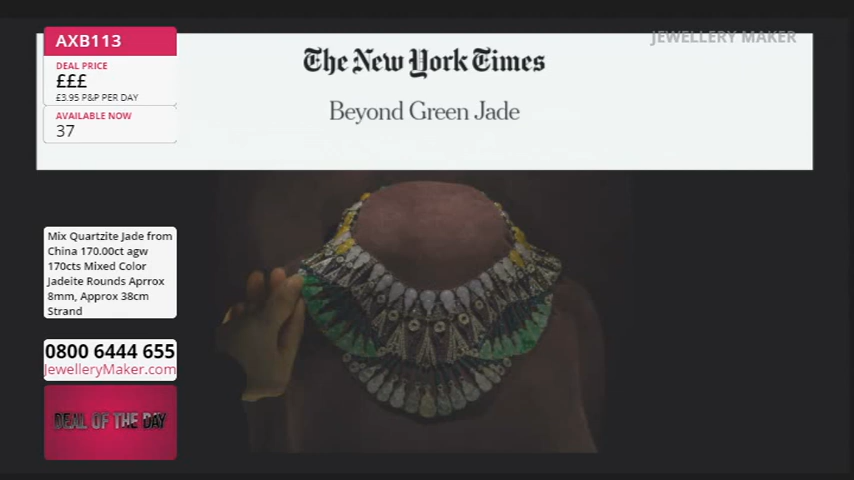 AXB113
DEAL PRICE
£££
£3.95 P&P PER DAY
AVAILABLE NOW
37
JEWELLERY MAKER
The New York Times
Beyond Green Jade
Mix Quartzite Jade from
China 170.00ct agw
170cts Mixed Color
Jadeite Rounds Aprrox
8mm, Approx 38cm
Strand
0800 6444 655
JewelleryMaker.com
DEAL OF THE DAY